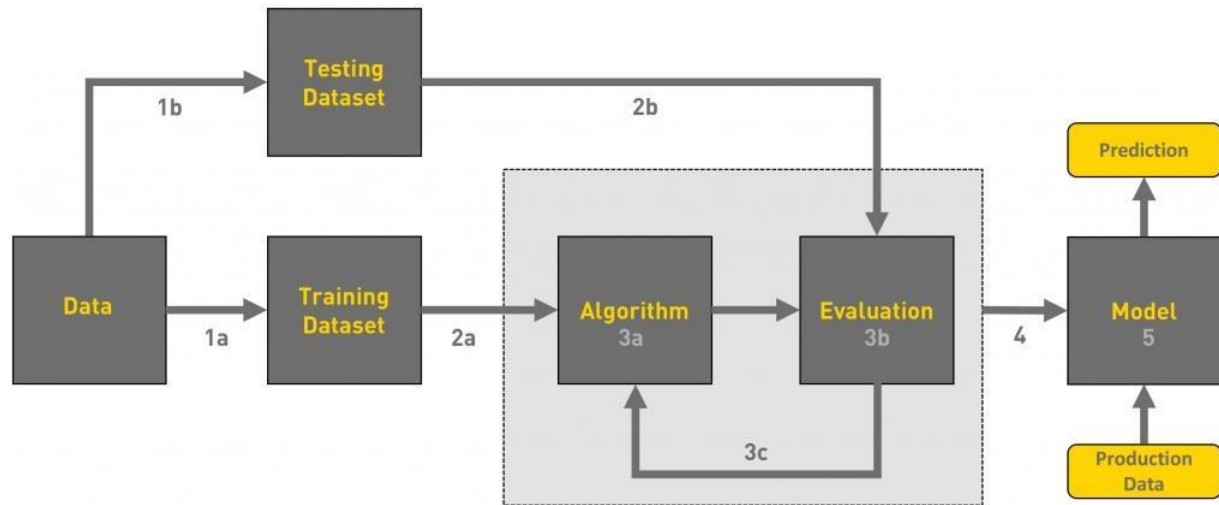 Testing
Dataset
1b
2b
Prediction
Data
1a
Training
Dataset
2a
Algorithm
3a
Evaluation
3b
3c
4
Model
5
Production
Data